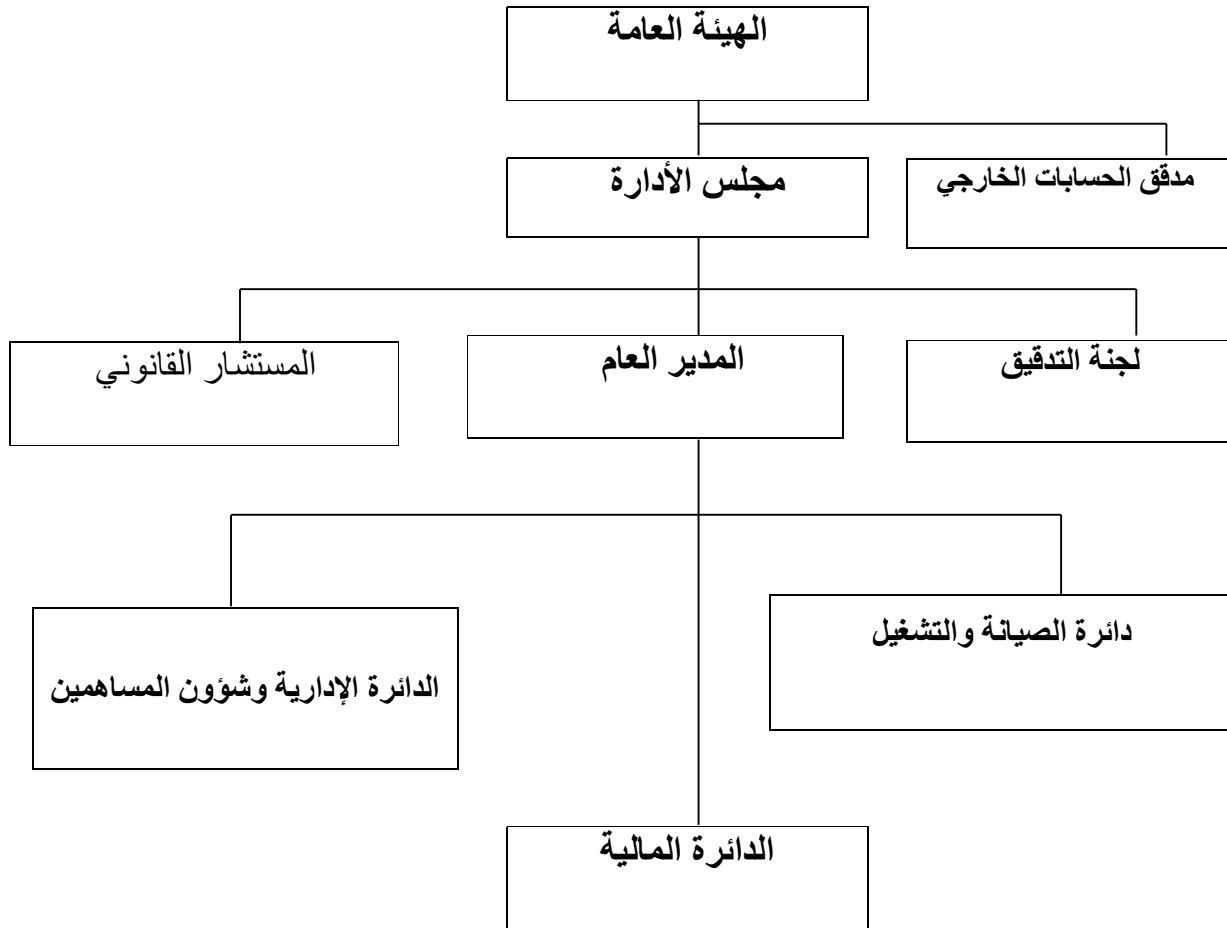 الهيئة العامة
مدقق الحسابات الخارجي
مجلس الأدارة
لجنة التدقيق
المدير العام
المستشار القانوني
دائرة الصيانة والتشغيل
الدائرة الإدارية وشؤون المساهمين
الدائرة المالية